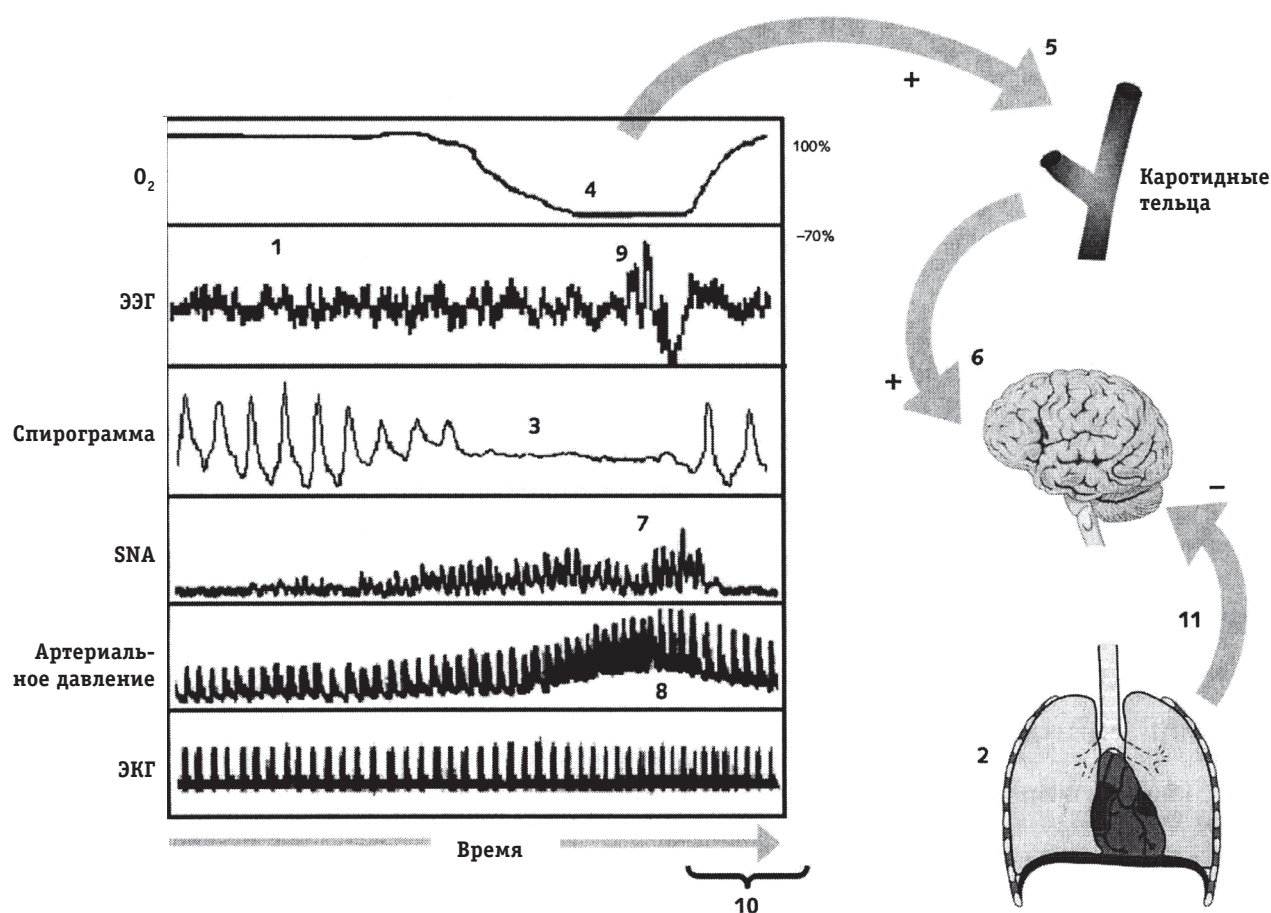 5
+
100%
O₂
4
Каротидные
тельца
–70%
1
9
ЭЭГ
6
+
Спирограмма
3
–
SNA
7
11
Артериаль-
ное давление
8
ЭКГ
2
Время
10